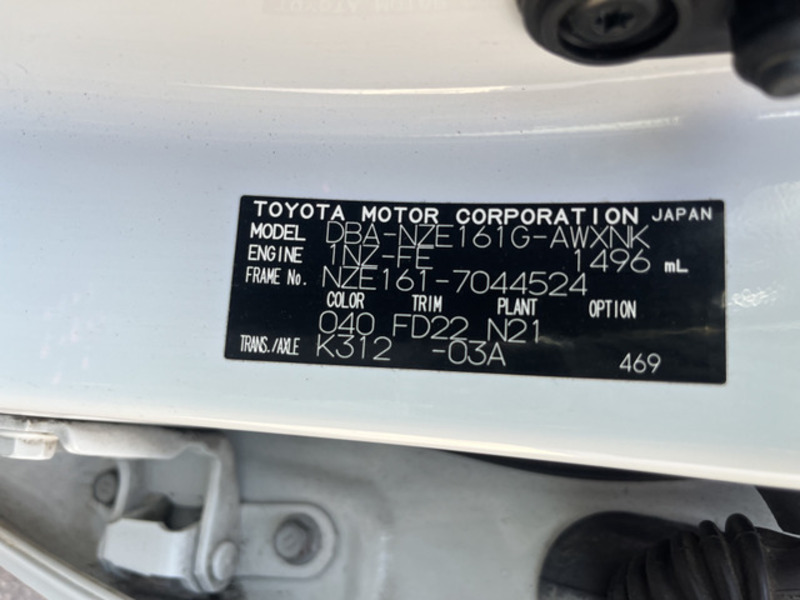 TOYOTA MOTOR CORPORATION JAPAN
MODEL DBA-NZE161G-AWXNK
ENGINE 1NZ-FE 1496 mL
FRAME No. NZE161-7044524
COLOR TRIM PLANT OPTION
040 FD22 N21
TRANS./AXLE K312 -03A
469